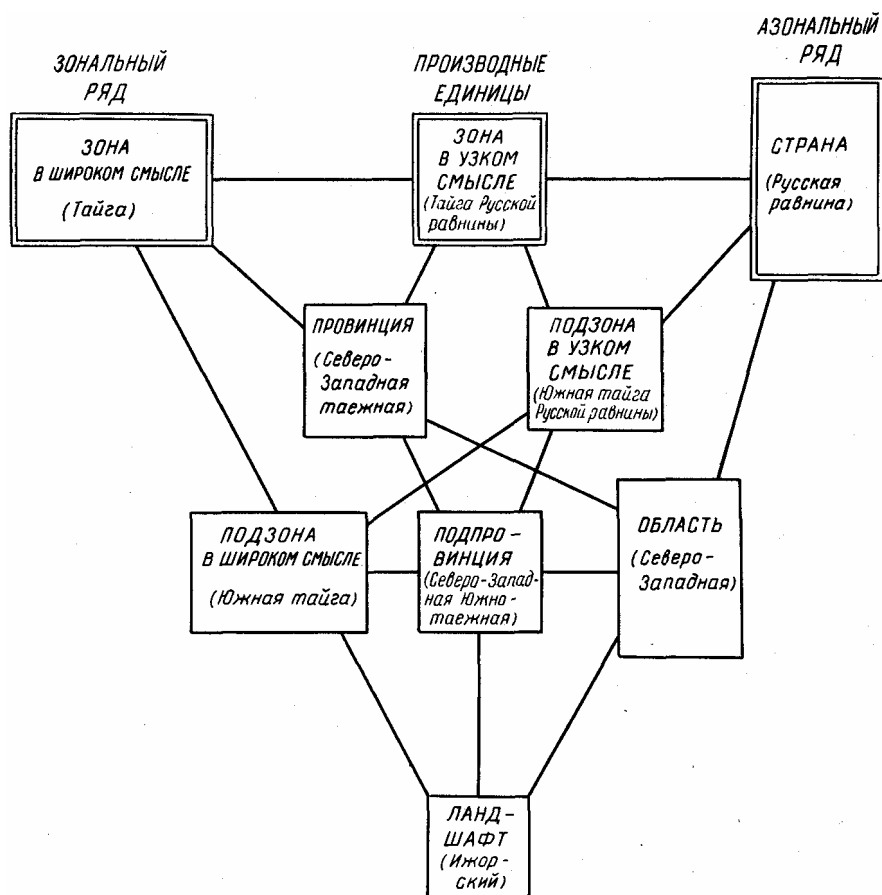 ЗОНАЛЬНЫЙ
РЯД
ПРОИЗВОДНЫЕ
ЕДИНИЦЫ
АЗОНАЛЬНЫЙ
РЯД
ЗОНА
В ШИРОКОМ СМЫСЛЕ
(Тайга)
ЗОНА
В УЗКОМ
СМЫСЛЕ
(Тайга Русской
равнины)
СТРАНА
(Русская
равнина)
ПРОВИНЦИЯ
(Северо-
Западная
таежная)
ПОДЗОНА
В УЗКОМ
СМЫСЛЕ
(Южная тайга
Русской равнины)
ПОДЗОНА
В ШИРОКОМ СМЫСЛЕ
(Южная тайга)
ПОДПРО-
ВИНЦИЯ
(Северо-Запад-
ная Южно-
таежная)
ОБЛАСТЬ
(Северо-
Западная)
ЛАНД-
ШАФТ
(Ижор-
ский)